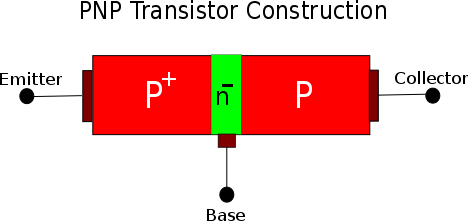 PNP Transistor Construction
Emitter
Collector
P⁺
n⁻
P
Base